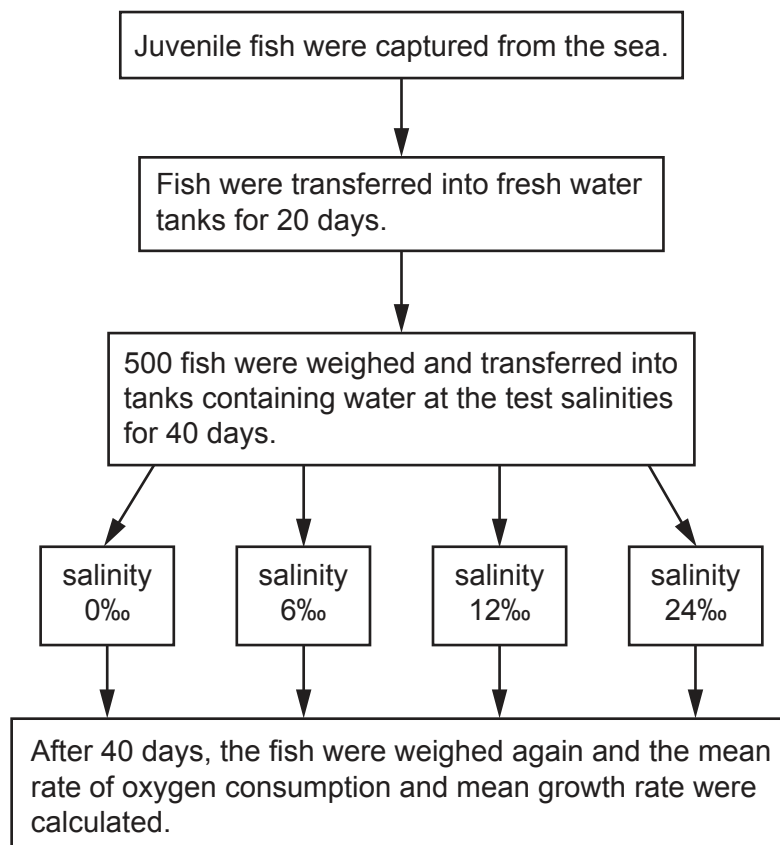 Juvenile fish were captured from the sea.
Fish were transferred into fresh water
tanks for 20 days.
500 fish were weighed and transferred into
tanks containing water at the test salinities
for 40 days.
salinity
0‰
salinity
6‰
salinity
12‰
salinity
24‰
After 40 days, the fish were weighed again and the mean
rate of oxygen consumption and mean growth rate were
calculated.